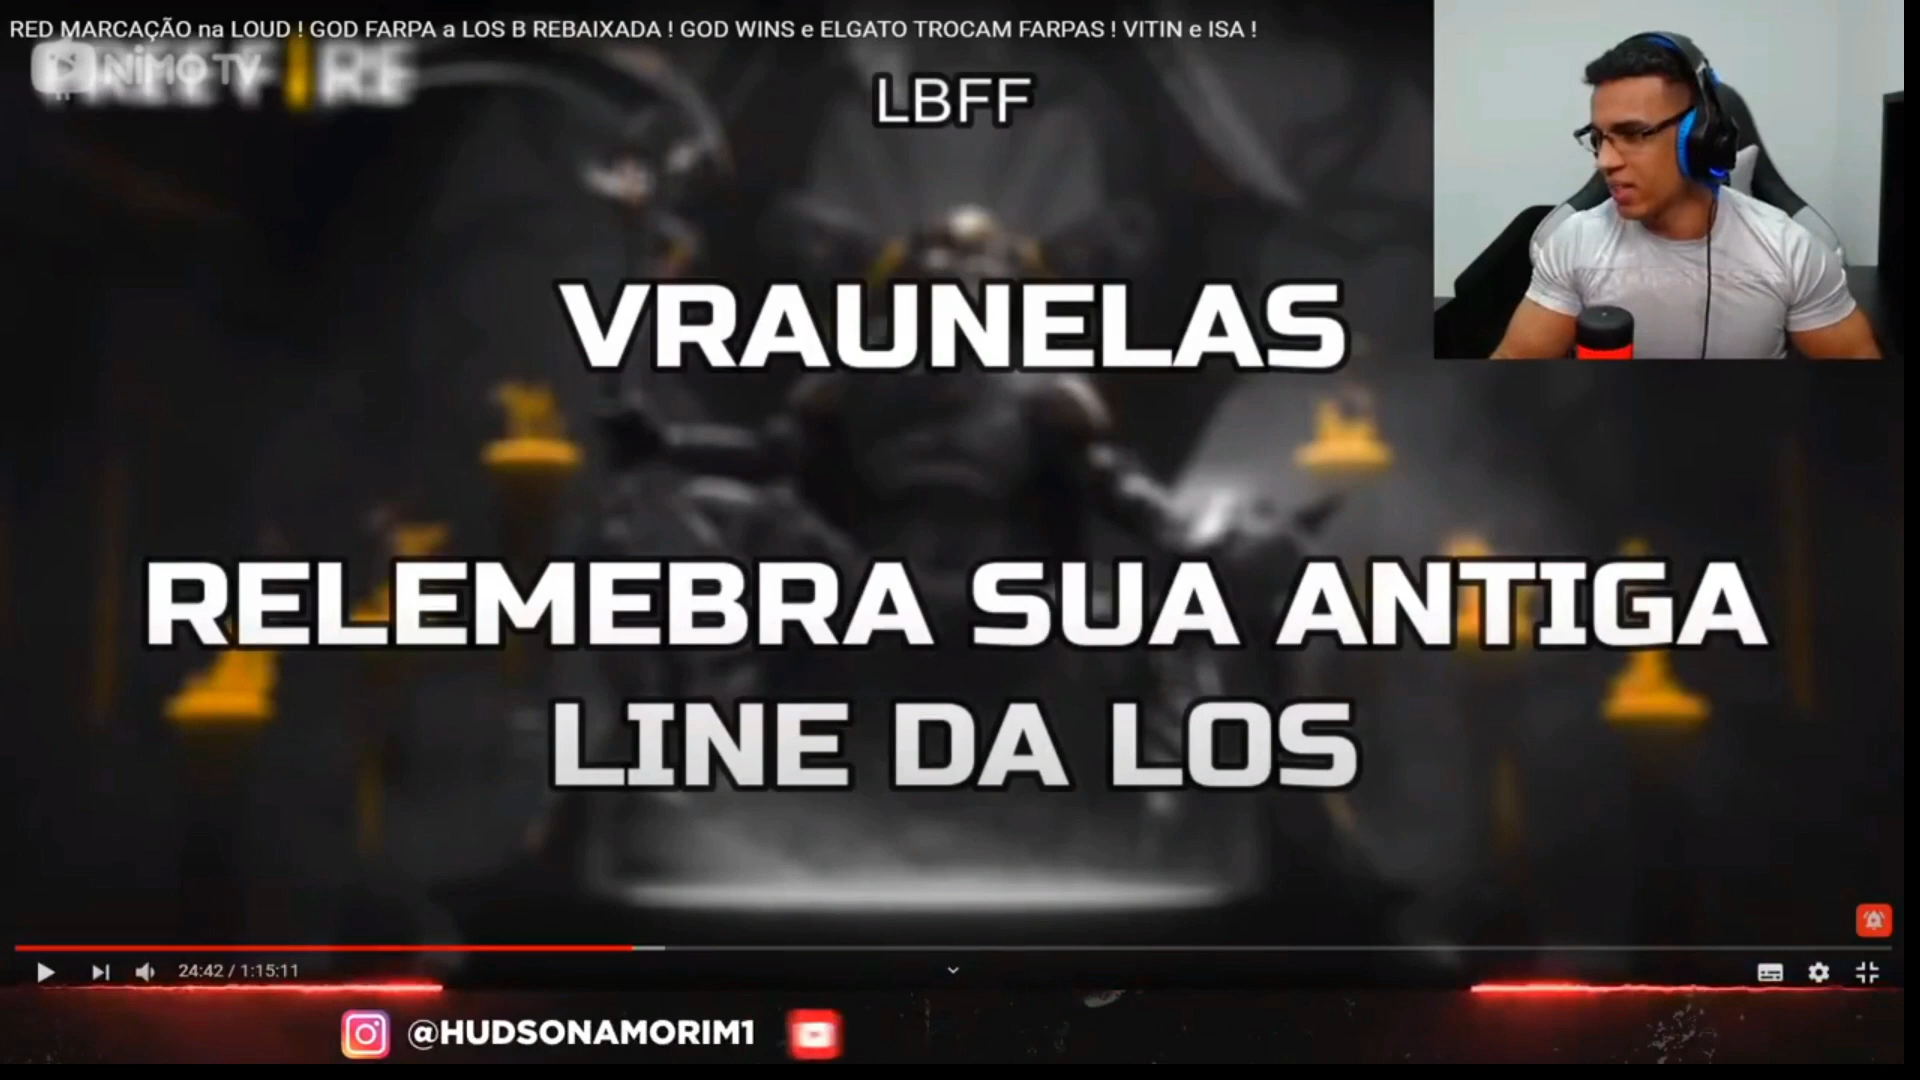 RED MARCAÇÃO na LOUD ! GOD FARPA a LOS B REBAIXADA ! GOD WINS e ELGATO TROCAM FARPAS ! VITIN e ISA !
NIMO TV
LBFF
VRAUNELAS
RELEMEBRA SUA ANTIGA
LINE DA LOS
24:42 / 1:15:11
@HUDSONAMORIM1